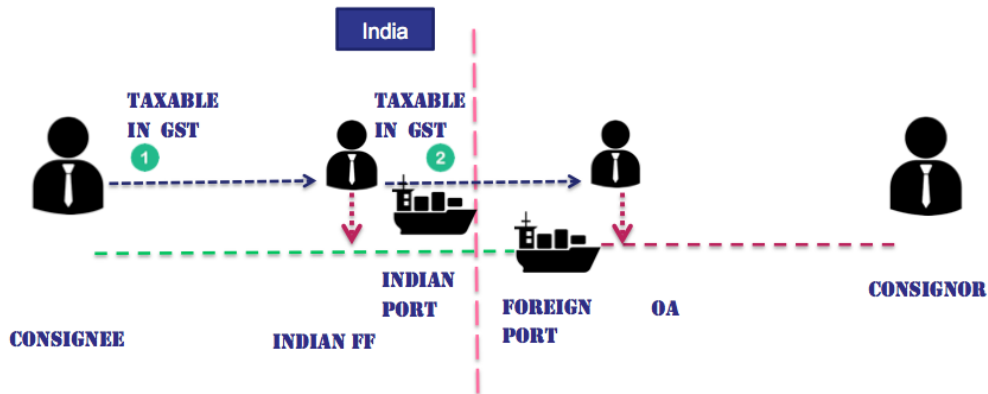 India
TAXABLE
IN GST
1
TAXABLE
IN GST
2
INDIAN
PORT
FOREIGN
PORT
OA
CONSIGNOR
CONSIGNEE
INDIAN FF